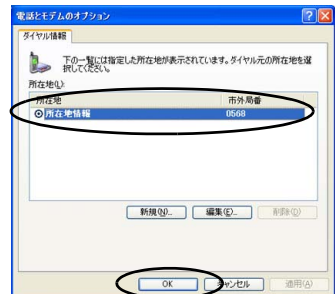 電話とモデムのオプション
ダイヤル情報
下の一覧には指定した所在地が表示されています。ダイヤル元の所在地を選
択してください。
所在地(L):
所在地 市外局番
所在地情報 0568
新規(N)... 編集(E)... 削除(D)
OK キャンセル 適用(A)